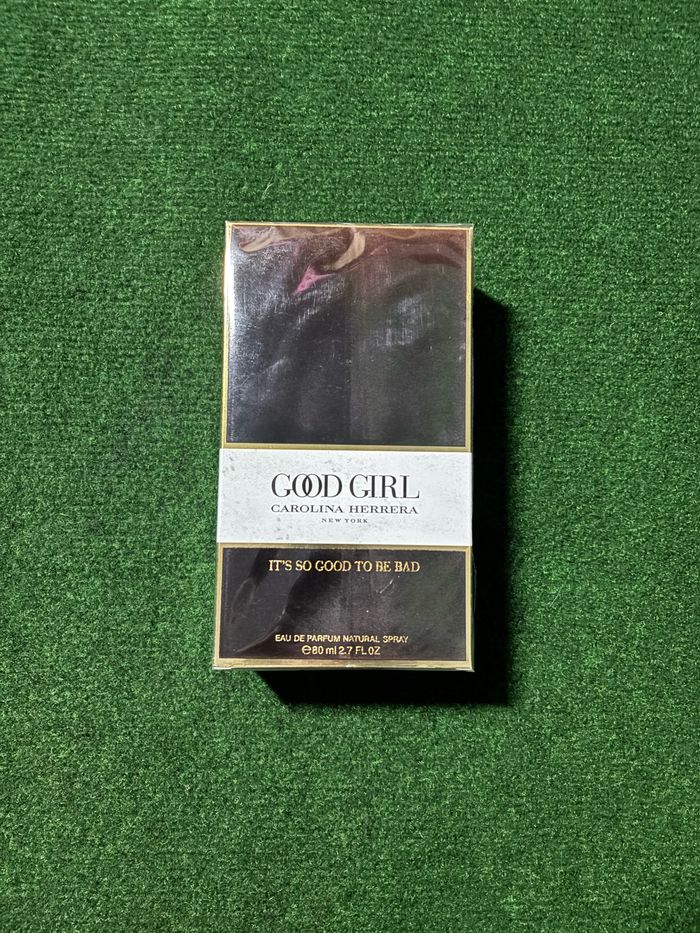 GOOD GIRL
CAROLINA HERRERA
NEW YORK
IT'S SO GOOD TO BE BAD
EAU DE PARFUM NATURAL SPRAY
℮80 ml 2.7 FL OZ